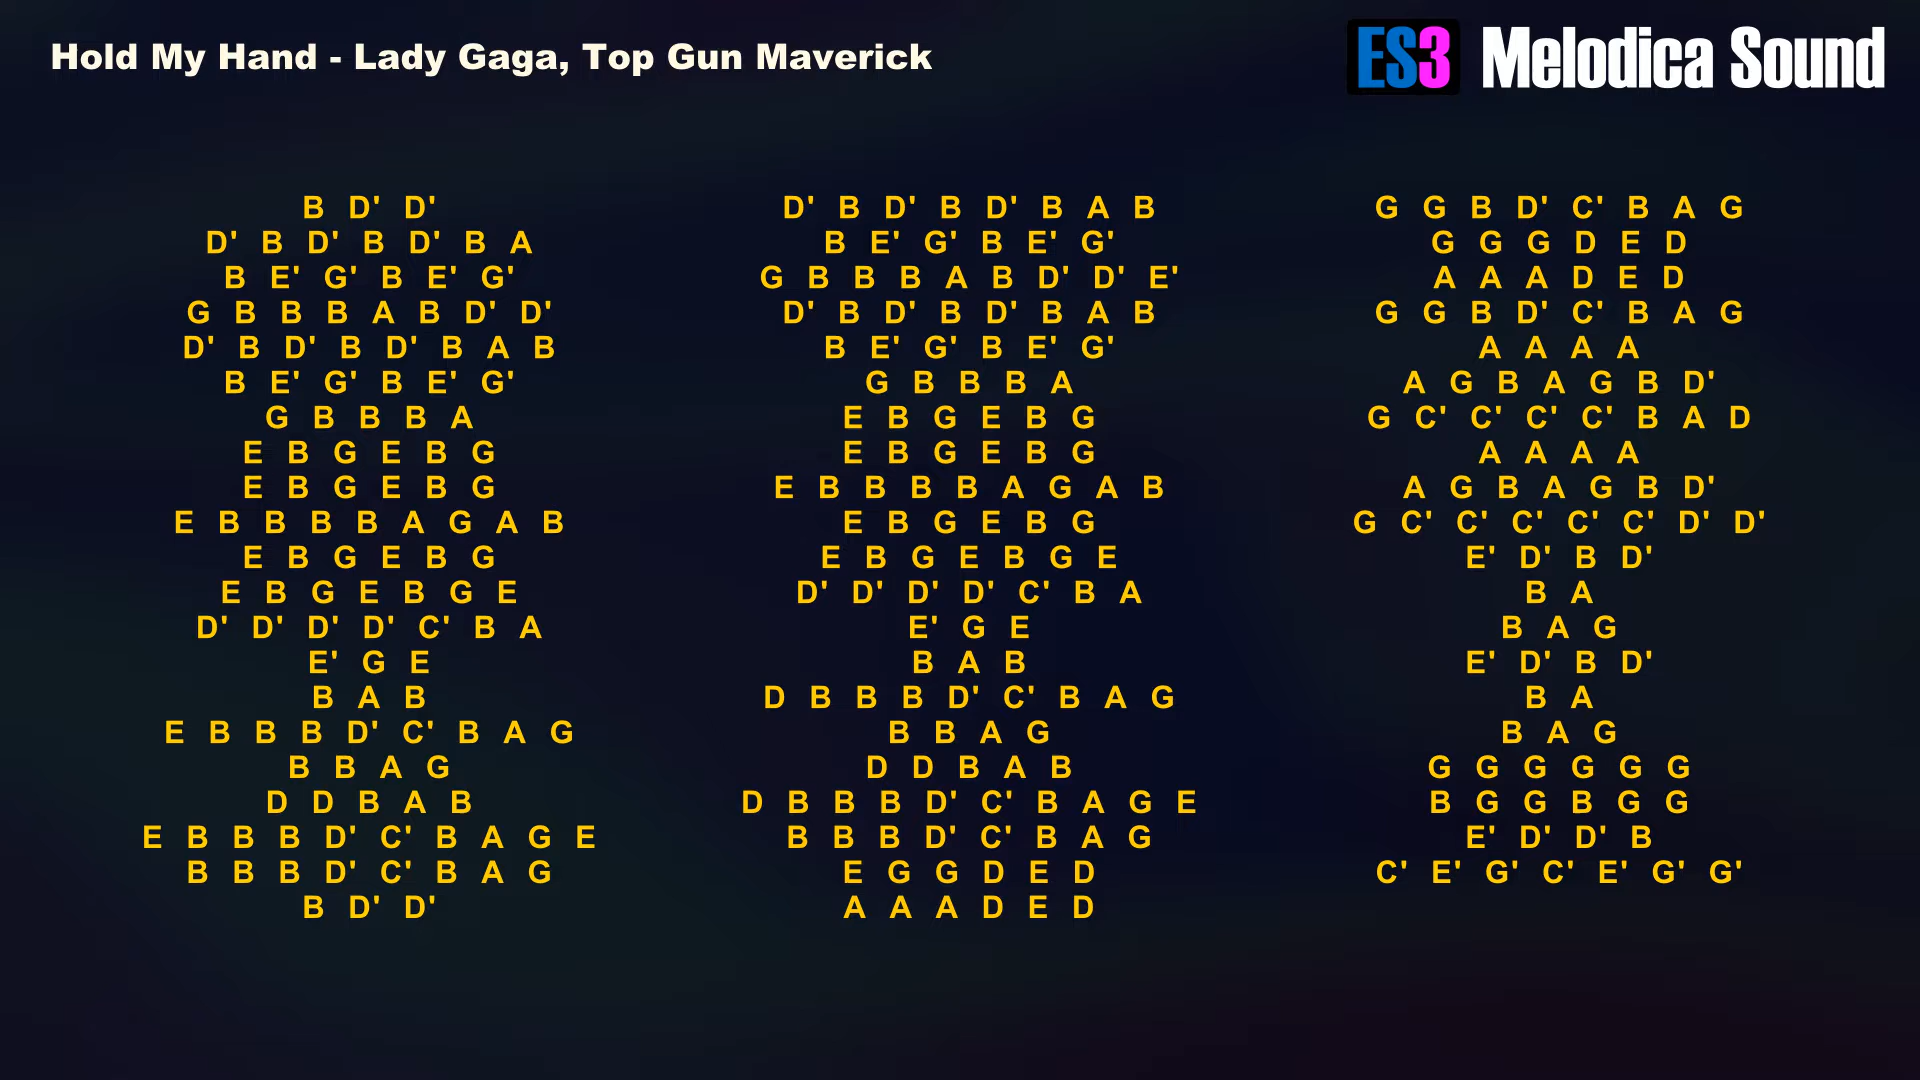 Hold My Hand - Lady Gaga, Top Gun Maverick
ES3 Melodica Sound
B D' D'
D' B D' B D' B A
B E' G' B E' G'
G B B B A B D' D'
D' B D' B D' B A B
B E' G' B E' G'
G B B B A
E B G E B G
E B G E B G
E B B B B A G A B
E B G E B G
E B G E B G E
D' D' D' D' C' B A
E' G E
B A B
E B B B D' C' B A G
B B A G
D D B A B
E B B B D' C' B A G E
B B B D' C' B A G
B D' D'
D' B D' B D' B A B
B E' G' B E' G'
G B B B A B D' D' E'
D' B D' B D' B A B
B E' G' B E' G'
G B B B A
E B G E B G
E B G E B G
E B B B B A G A B
E B G E B G
E B G E B G E
D' D' D' D' C' B A
E' G E
B A B
D B B B D' C' B A G
B B A G
D D B A B
D B B B D' C' B A G E
B B B D' C' B A G
E G G D E D
A A A D E D
G G B D' C' B A G
G G G D E D
A A A D E D
G G B D' C' B A G
A A A A
A G B A G B D'
G C' C' C' C' B A D
A A A A
A G B A G B D'
G C' C' C' C' C' D' D'
E' D' B D'
B A
B A G
E' D' B D'
B A
B A G
G G G G G G
B G G B G G
E' D' D' B
C' E' G' C' E' G' G'